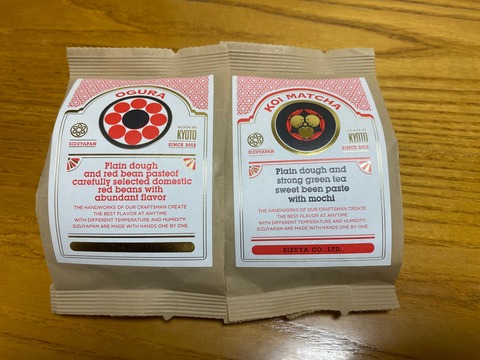 OGURA
SIZUYAPAN
KYOTO
SINCE 2012
Plain dough
and red bean pasteof
carefully selected domestic
red beans with
abundant flavor
THE HANDWORKS OF OUR CRAFTSMAN CREATE
THE BEST FLAVOR AT ANYTIME
WITH DIFFERENT TEMPERATURE AND HUMIDITY.
SIZUYAPAN ARE MADE WITH HANDS ONE BY ONE.
KOI MATCHA
SIZUYAPAN
KYOTO
SINCE 2012
Plain dough and
strong green tea
sweet been paste
with mochi
THE HANDWORKS OF OUR CRAFTSMAN CREATE
THE BEST FLAVOR AT ANYTIME
WITH DIFFERENT TEMPERATURE AND HUMIDITY.
SIZUYAPAN ARE MADE WITH HANDS ONE BY ONE.
SIZUYA CO.,LTD.